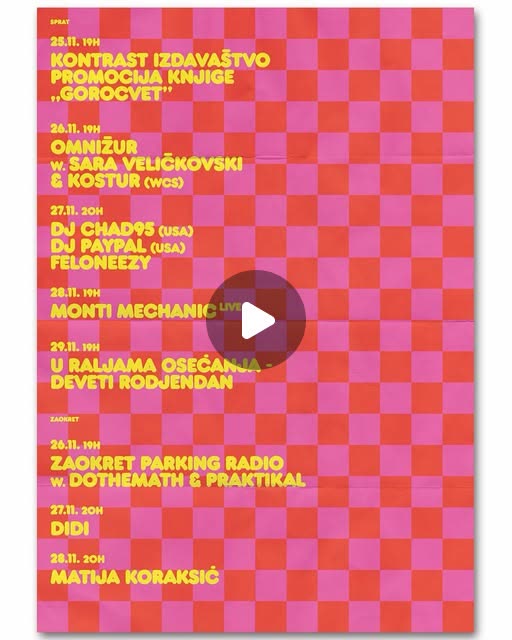 SPRAT
25.11. 19H
KONTRAST IZDAVAŠTVO
PROMOCIJA KNJIGE
„GOROCVET”
26.11. 19H
OMNIŽUR
W. SARA VELIČKOVSKI
& KOSTUR (WCS)
27.11. 20H
DJ CHAD95 (USA)
DJ PAYPAL (USA)
FELONEEZY
28.11. 19H
MONTI MECHANIC LIVE
29.11. 19H
U RALJAMA OSEĆANJA -
DEVETI RODJENDAN
ZAOKRET
26.11. 19H
ZAOKRET PARKING RADIO
W. DOTHEMATH & PRAKTIKAL
27.11. 20H
DIDI
28.11. 20H
MATIJA KORAKSIĆ